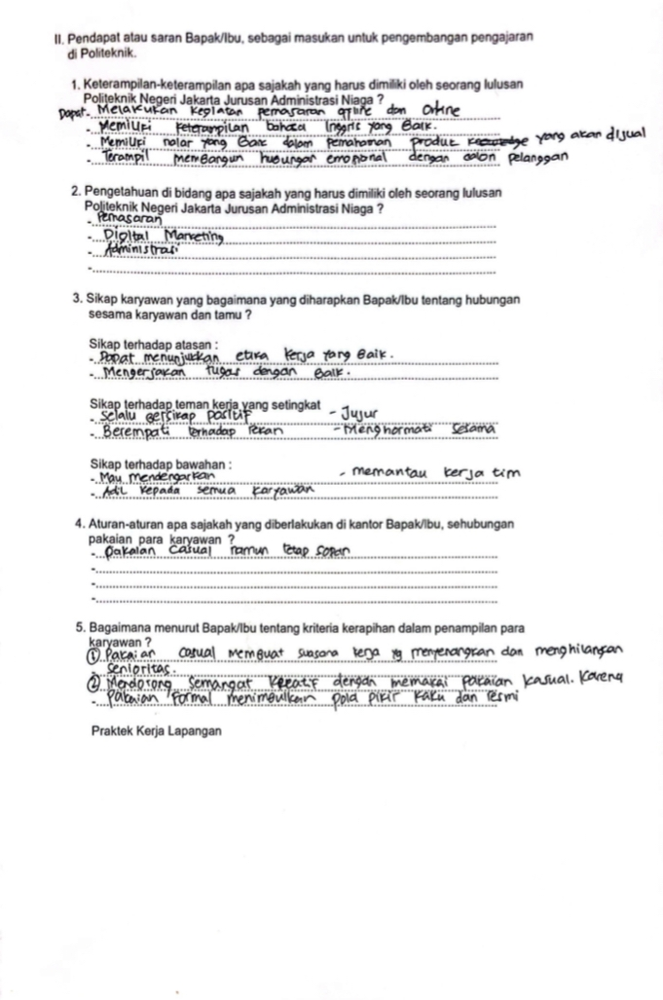 II. Pendapat atau saran Bapak/Ibu, sebagai masukan untuk pengembangan pengajaran
di Politeknik.
1. Keterampilan-keterampilan apa sajakah yang harus dimiliki oleh seorang lulusan
Politeknik Negeri Jakarta Jurusan Administrasi Niaga ?
Dapat - Melakukan kegiatan pemasaran offline dan online
- Memiliki keterampilan bahasa Inggris yang Baik.
- Memiliki nalar yang Baik dalam pemahaman produk yang akan dijual
- Terampil membangun hubungan emosional dengan calon pelanggan
2. Pengetahuan di bidang apa sajakah yang harus dimiliki oleh seorang lulusan
Politeknik Negeri Jakarta Jurusan Administrasi Niaga ?
- Pemasaran
- Digital Marketing
- Administrasi
-
3. Sikap karyawan yang bagaimana yang diharapkan Bapak/Ibu tentang hubungan
sesama karyawan dan tamu ?
Sikap terhadap atasan :
- Dapat menunjukkan etika kerja yang Baik.
- Mengerjakan tugas dengan Baik.
Sikap terhadap teman kerja yang setingkat
- Selalu Bersikap positif - Jujur
- Berempati terhadap rekan - Menghormati sesama
Sikap terhadap bawahan :
- Mau mendengarkan - memantau kerja tim
- Adil kepada semua karyawan
4. Aturan-aturan apa sajakah yang diberlakukan di kantor Bapak/Ibu, sehubungan
pakaian para karyawan ?
- Pakaian casual namun tetap sopan
-
-
-
5. Bagaimana menurut Bapak/Ibu tentang kriteria kerapihan dalam penampilan para
karyawan ?
① Pakaian casual membuat suasana kerja yg menyenangkan dan menghilangkan
- senioritas.
② Mendorong semangat kreatif dengan memakai pakaian kasual. Karena
- pakaian formal menimbulkan pola pikir kaku dan resmi
Praktek Kerja Lapangan